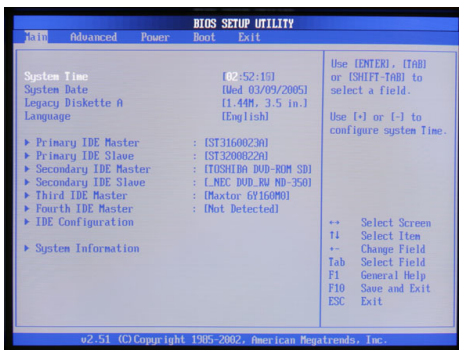 BIOS SETUP UTILITY
Main Advanced Power Boot Exit
System Time [02:52:18]
System Date [Wed 03/09/2005]
Legacy Diskette A [1.44M, 3.5 in.]
Language [English]
▶ Primary IDE Master : [ST3160023A]
▶ Primary IDE Slave : [ST3200822A]
▶ Secondary IDE Master : [TOSHIBA DVD-ROM SD]
▶ Secondary IDE Slave : [_NEC DVD_RW ND-350]
▶ Third IDE Master : [Maxtor 6Y160M0]
▶ Fourth IDE Master : [Not Detected]
▶ IDE Configuration
▶ System Information
Use [ENTER], [TAB]
or [SHIFT-TAB] to
select a field.
Use [+] or [-] to
configure system Time.
↔ Select Screen
↑↓ Select Item
+- Change Field
Tab Select Field
F1 General Help
F10 Save and Exit
ESC Exit
v2.51 (C)Copyright 1985-2002, American Megatrends, Inc.